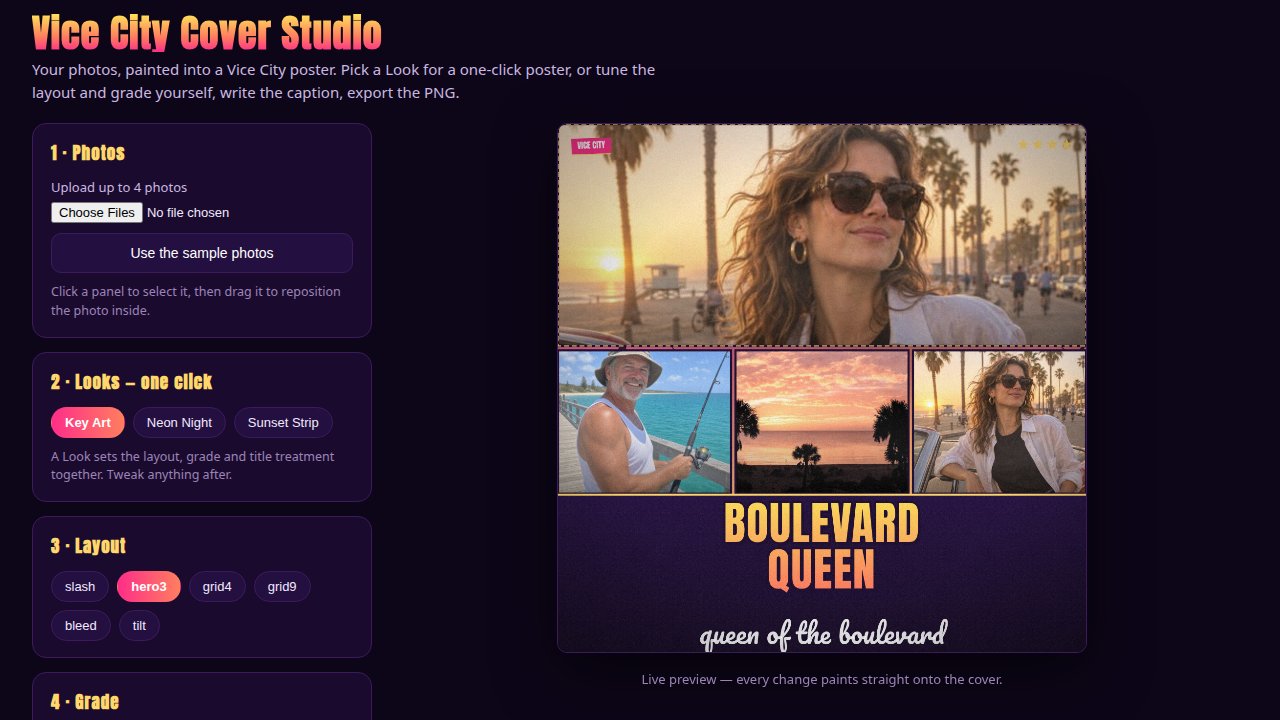 Vice City Cover Studio
Your photos, painted into a Vice City poster. Pick a Look for a one-click poster, or tune the
layout and grade yourself, write the caption, export the PNG.
1 · Photos
Upload up to 4 photos
Choose Files No file chosen
Use the sample photos
Click a panel to select it, then drag it to reposition
the photo inside.
2 · Looks — one click
Key Art Neon Night Sunset Strip
A Look sets the layout, grade and title treatment
together. Tweak anything after.
3 · Layout
slash hero3 grid4 grid9
bleed tilt
4 · Grade
VICE CITY
BOULEVARD
QUEEN
queen of the boulevard
Live preview — every change paints straight onto the cover.